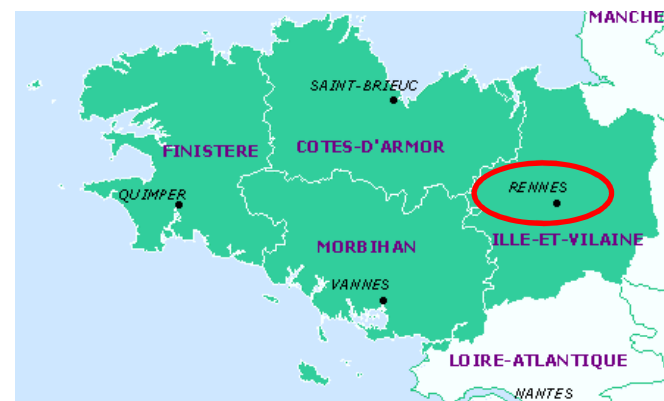 MANCHE
SAINT-BRIEUC
FINISTERE
COTES-D'ARMOR
QUIMPER
RENNES
MORBIHAN
ILLE-ET-VILAINE
VANNES
LOIRE-ATLANTIQUE
NANTES